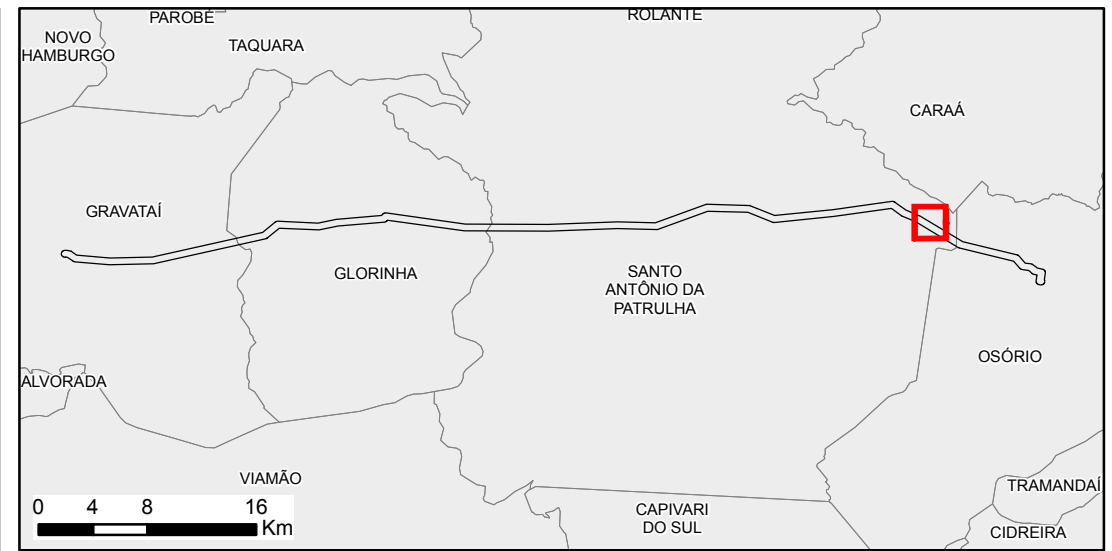 PAROBÉ
ROLANTE
NOVO
HAMBURGO
TAQUARA
CARAÁ
GRAVATAÍ
GLORINHA
SANTO
ANTÔNIO DA
PATRULHA
OSÓRIO
ALVORADA
VIAMÃO
TRAMANDAÍ
CAPIVARI
DO SUL
CIDREIRA
0 4 8 16
Km